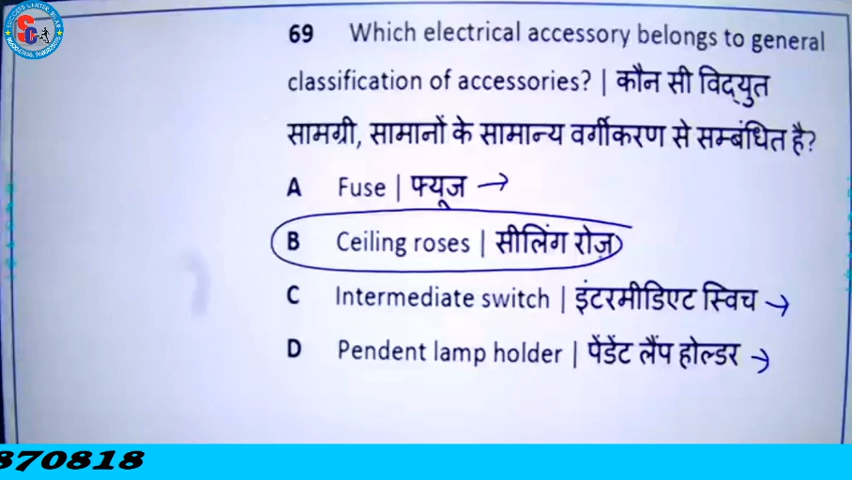 69 Which electrical accessory belongs to general
classification of accessories? | कौन सी विद्युत
सामग्री, सामानों के सामान्य वर्गीकरण से सम्बंधित है?
A Fuse | फ्यूज
B Ceiling roses | सीलिंग रोज़
C Intermediate switch | इंटरमीडिएट स्विच
D Pendent lamp holder | पेंडेंट लैंप होल्डर
870818